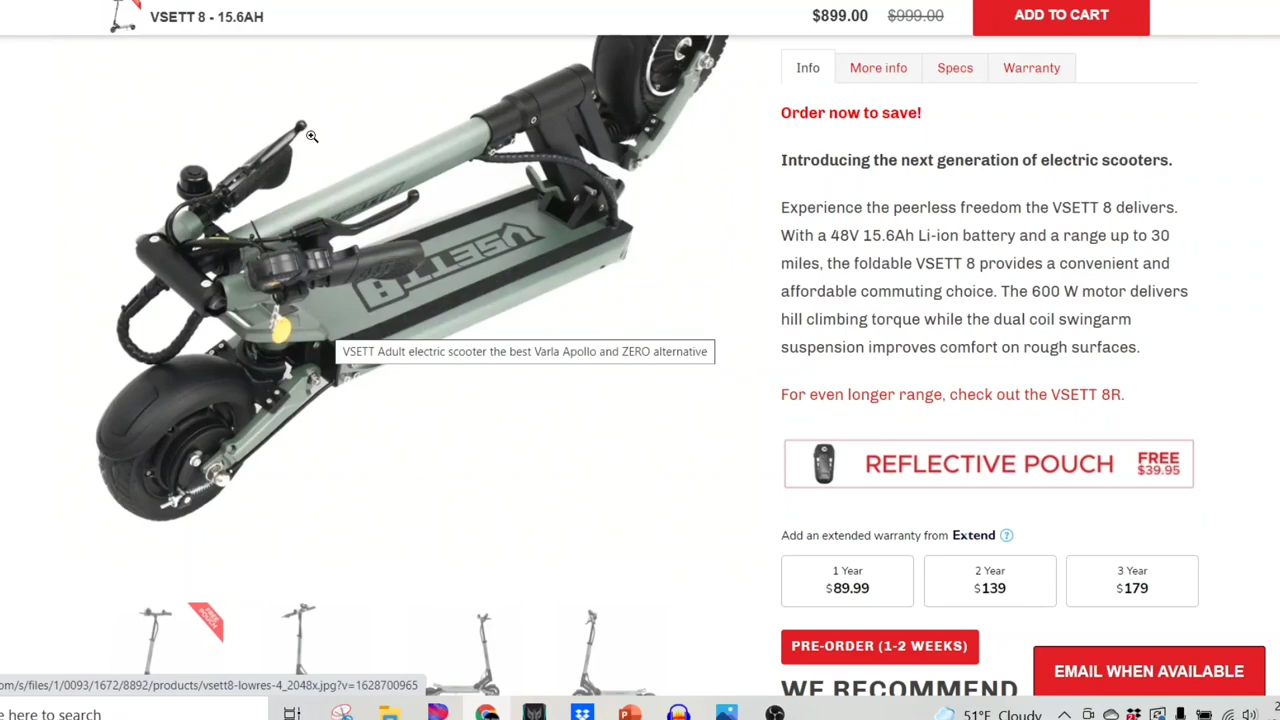 VSETT 8 - 15.6AH
$899.00 $999.00
ADD TO CART
Info More info Specs Warranty
Order now to save!
Introducing the next generation of electric scooters.
Experience the peerless freedom the VSETT 8 delivers.
With a 48V 15.6Ah Li-ion battery and a range up to 30
miles, the foldable VSETT 8 provides a convenient and
affordable commuting choice. The 600 W motor delivers
hill climbing torque while the dual coil swingarm
suspension improves comfort on rough surfaces.
For even longer range, check out the VSETT 8R.
VSETT 8
VSETT Adult electric scooter the best Varla Apollo and ZERO alternative
REFLECTIVE POUCH FREE
$39.95
Add an extended warranty from Extend ?
1 Year 2 Year 3 Year
$89.99 $139 $179
FREE
PRE-ORDER (1-2 WEEKS)
EMAIL WHEN AVAILABLE
WE RECOMMEND
om/s/files/1/0093/1672/8892/products/vsett8-lowres-4_2048x.jpg?v=1628700965
here to search
51°F Cloudy